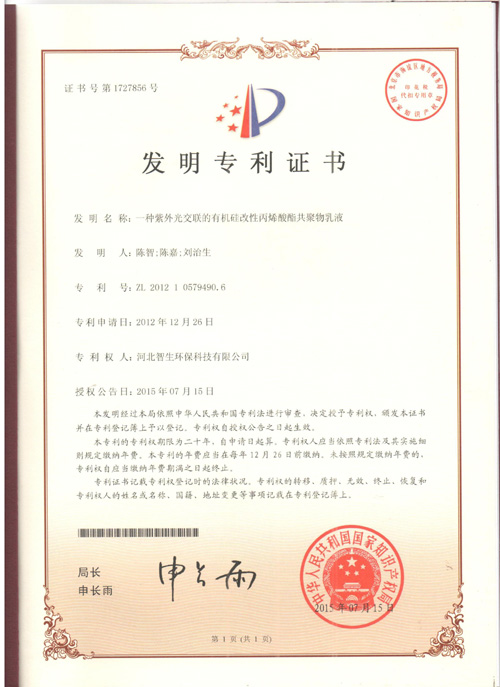 证书号第1727856号
印花税
代扣专用章
发明专利证书
发明名称：一种紫外光交联的有机硅改性丙烯酸酯共聚物乳液
发明人：陈智;陈嘉;刘治生
专利号：ZL 2012 1 0579490.6
专利申请日：2012年12月26日
专利权人：河北智生环保科技有限公司
授权公告日：2015年07月15日
本发明经过本局依照中华人民共和国专利法进行审查，决定授予专利权，颁发本证书
并在专利登记簿上予以登记。专利权自授权公告之日起生效。
本专利的专利权期限为二十年，自申请日起算。专利权人应当依照专利法及其实施细
则规定缴纳年费。本专利的年费应当在每年12月26日前缴纳。未按照规定缴纳年费的，
专利权自应当缴纳年费期满之日起终止。
专利证书记载专利权登记时的法律状况。专利权的转移、质押、无效、终止、恢复和
专利权人的姓名或名称、国籍、地址变更等事项记载在专利登记簿上。
局长
申长雨
申长雨
中华人民共和国国家知识产权局
2015年07月15日
第1页(共1页)